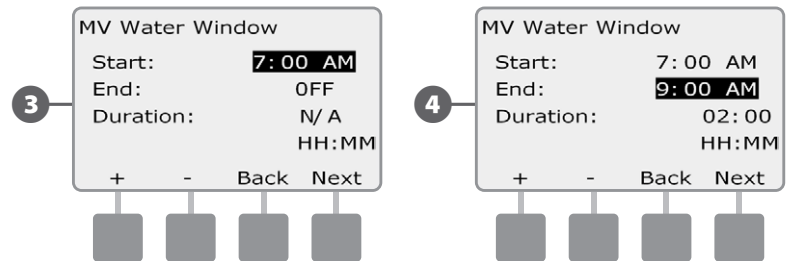 3
MV Water Window
Start: 7:00 AM
End: 0FF
Duration: N/A
HH:MM
+ - Back Next
4
MV Water Window
Start: 7:00 AM
End: 9:00 AM
Duration: 02:00
HH:MM
+ - Back Next